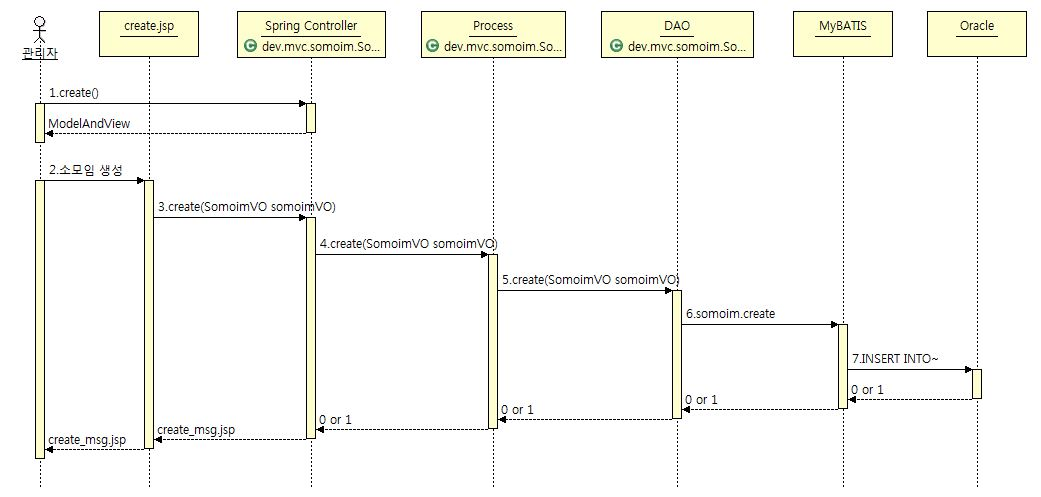 관리자
create.jsp
Spring Controller
dev.mvc.somoim.So...
Process
dev.mvc.somoim.So...
DAO
dev.mvc.somoim.So...
MyBATIS
Oracle
1.create()
ModelAndView
2.소모임 생성
3.create(SomoimVO somoimVO)
4.create(SomoimVO somoimVO)
5.create(SomoimVO somoimVO)
6.somoim.create
7.INSERT INTO~
0 or 1
0 or 1
0 or 1
0 or 1
create_msg.jsp
create_msg.jsp